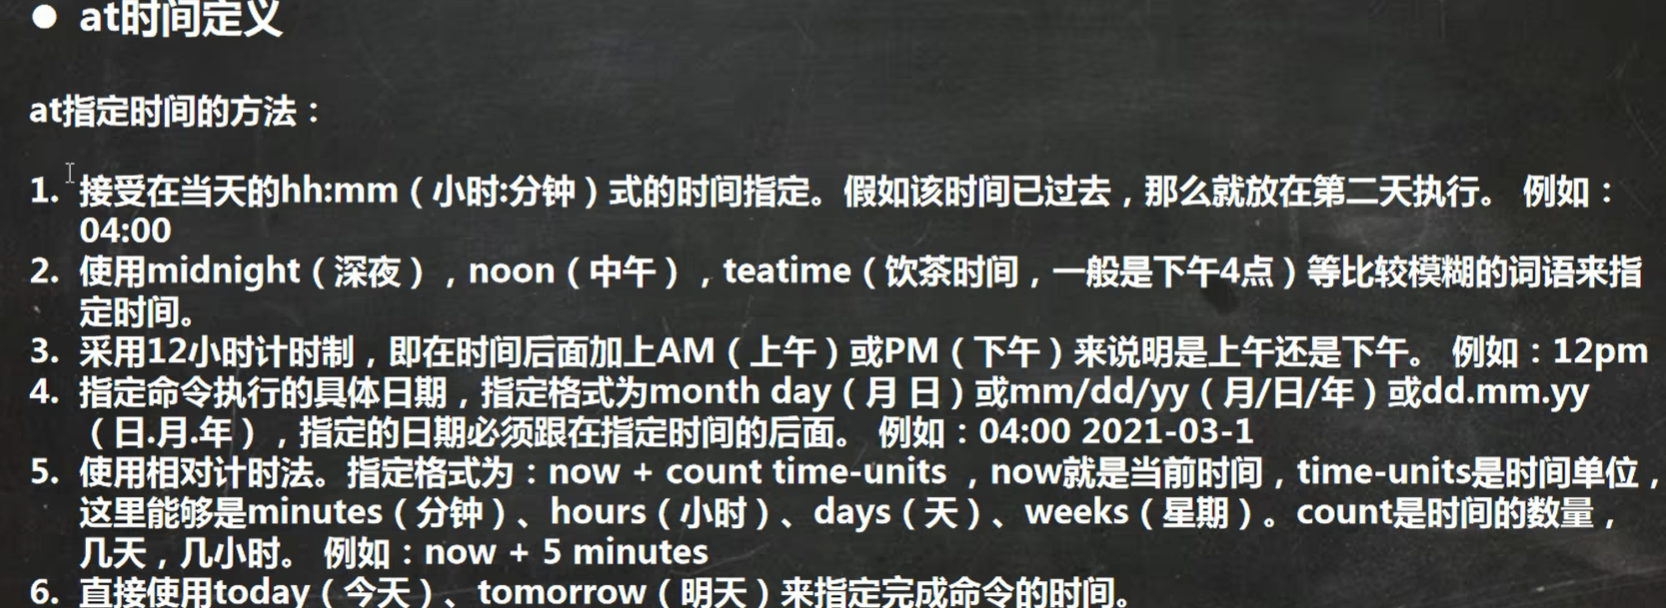 ● at时间定义
at指定时间的方法：
1. 接受在当天的hh:mm（小时:分钟）式的时间指定。假如该时间已过去，那么就放在第二天执行。 例如：
04:00
2. 使用midnight（深夜），noon（中午），teatime（饮茶时间，一般是下午4点）等比较模糊的词语来指
定时间。
3. 采用12小时计时制，即在时间后面加上AM（上午）或PM（下午）来说明是上午还是下午。 例如：12pm
4. 指定命令执行的具体日期，指定格式为month day（月 日）或mm/dd/yy（月/日/年）或dd.mm.yy
（日.月.年），指定的日期必须跟在指定时间的后面。 例如：04:00 2021-03-1
5. 使用相对计时法。指定格式为：now + count time-units ，now就是当前时间，time-units是时间单位，
这里能够是minutes（分钟）、hours（小时）、days（天）、weeks（星期）。count是时间的数量，
几天，几小时。 例如：now + 5 minutes
6. 直接使用today（今天）、tomorrow（明天）来指定完成命令的时间。